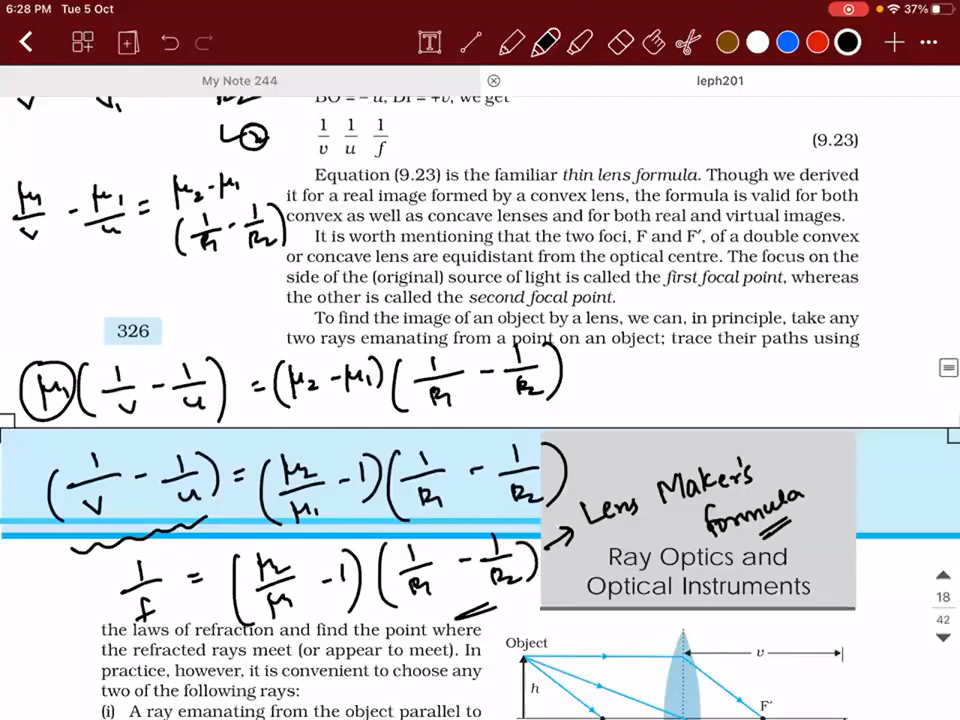 6:28 PM Tue 5 Oct
37%
My Note 244
leph201
BO = – u, DI = +v, we get
1/v 1/u 1/f
(9.23)
Equation (9.23) is the familiar thin lens formula. Though we derived
it for a real image formed by a convex lens, the formula is valid for both
convex as well as concave lenses and for both real and virtual images.
It is worth mentioning that the two foci, F and F′, of a double convex
or concave lens are equidistant from the optical centre. The focus on the
side of the (original) source of light is called the first focal point, whereas
the other is called the second focal point.
To find the image of an object by a lens, we can, in principle, take any
two rays emanating from a point on an object; trace their paths using
326
μ1/v - μ1/u = μ2 - μ1
(1/R1 - 1/R2)
μ1 (1/v - 1/u) = (μ2 - μ1) (1/R1 - 1/R2)
(1/v - 1/u) = (μ2/μ1 - 1) (1/R1 - 1/R2)
1/f = (μ2/μ1 - 1) (1/R1 - 1/R2)
→ Lens Maker's
formula
Ray Optics and
Optical Instruments
18
42
the laws of refraction and find the point where
the refracted rays meet (or appear to meet). In
practice, however, it is convenient to choose any
two of the following rays:
(i) A ray emanating from the object parallel to
Object
h
v
F′